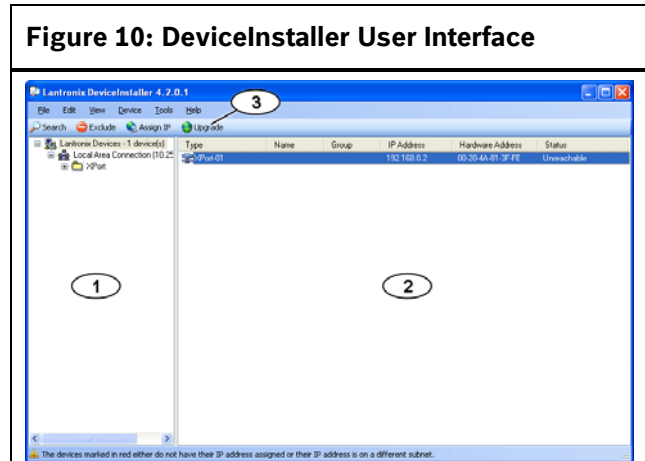 Figure 10: DeviceInstaller User Interface
Lantronix DeviceInstaller 4.2.0.1
File Edit View Device Tools Help
3
Search Exclude Assign IP Upgrade
Lantronix Devices - 1 device(s)
Local Area Connection (10.25
XPort
Type Name Group IP Address Hardware Address Status
XPort-01 192.168.0.2 00-20-4A-81-3F-FE Unreachable
1
2
The devices marked in red either do not have their IP address assigned or their IP address is on a different subnet.